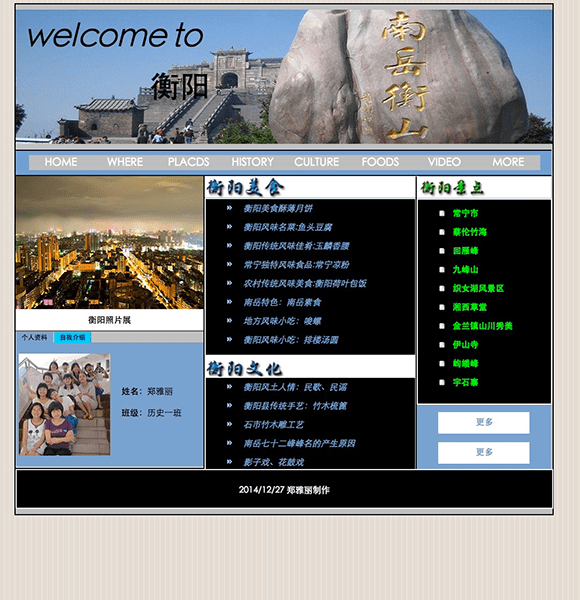 welcome to
衡阳
南岳衡山
HOME WHERE PLACDS HISTORY CULTURE FOODS VIDEO MORE
衡阳照片展
个人资料 自我介绍
姓名：郑雅丽
班级：历史一班
衡阳美食
衡阳美食酥薄月饼
衡阳风味名菜:鱼头豆腐
衡阳传统风味佳肴:玉麟香腰
常宁独特风味食品:常宁凉粉
农村传统风味美食:衡阳荷叶包饭
南岳特色：南岳素食
地方风味小吃：唆螺
衡阳风味小吃：排楼汤圆
衡阳文化
衡阳风土人情：民歌、民谣
衡阳县传统手艺：竹木梳篦
石市竹木雕工艺
南岳七十二峰峰名的产生原因
影子戏、花鼓戏
衡阳景点
常宁市
蔡伦竹海
回雁峰
九峰山
织女湖风景区
湘西草堂
金兰镇山川秀美
伊山寺
岣嵝峰
宇石寨
更多
更多
2014/12/27 郑雅丽制作